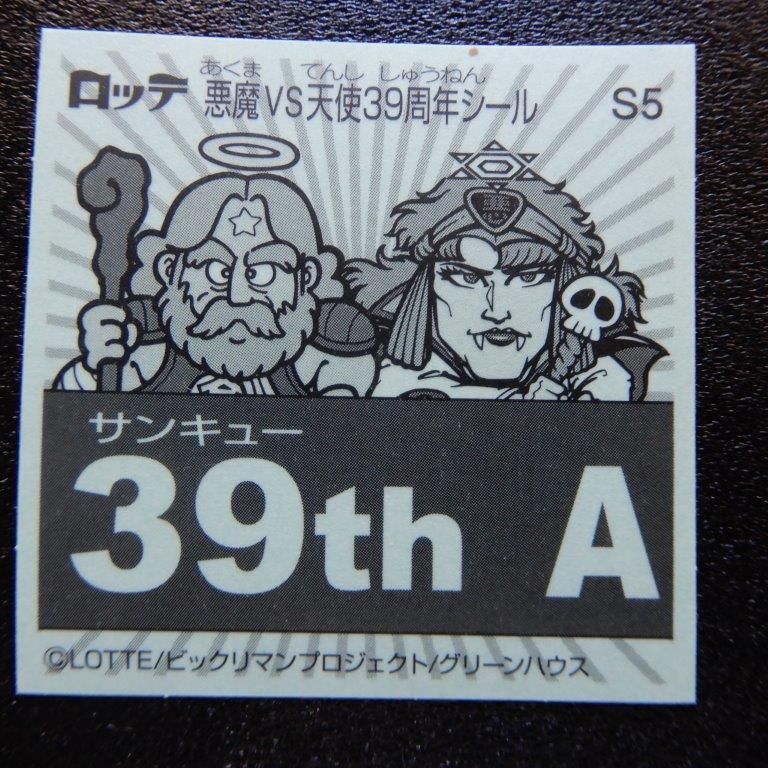 あくま てんし しゅうねん
ロッテ 悪魔VS天使39周年シール S5
サンキュー
39th A
©LOTTE/ビックリマンプロジェクト/グリーンハウス